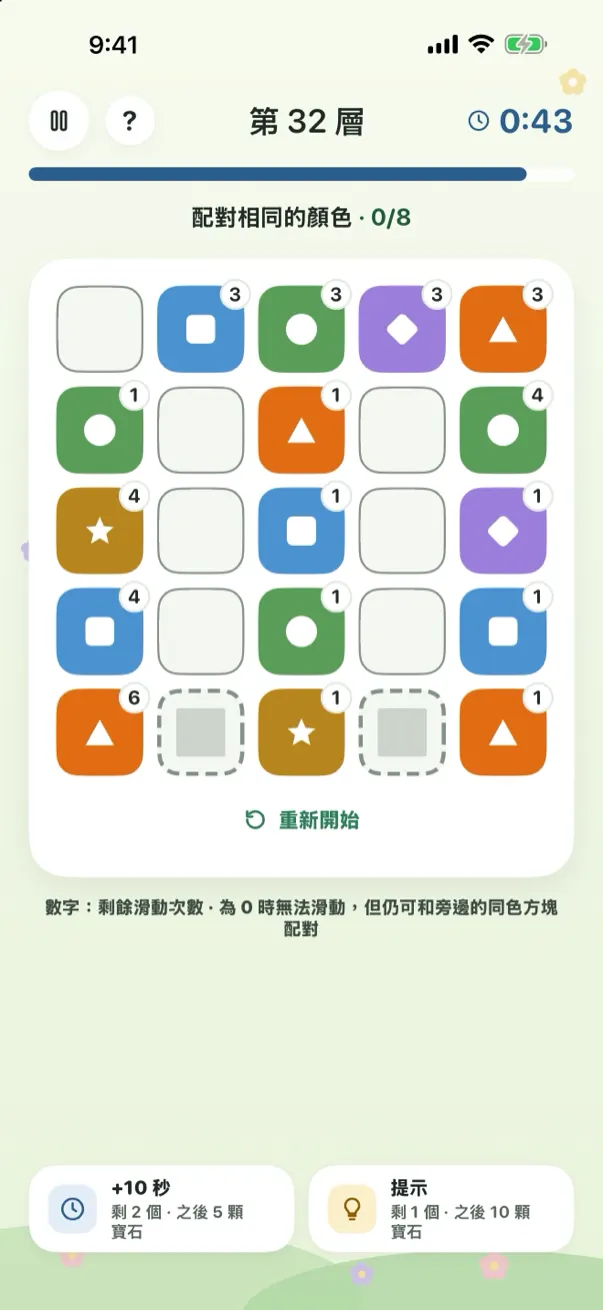 9:41
?
第 32 層
0:43
配對相同的顏色 · 0/8
3 3 3 3
1 1 4
4 1 1
4 1 1
6 1 1
重新開始
數字：剩餘滑動次數 · 為 0 時無法滑動，但仍可和旁邊的同色方塊
配對
+10 秒
剩 2 個 · 之後 5 顆
寶石
提示
剩 1 個 · 之後 10 顆
寶石